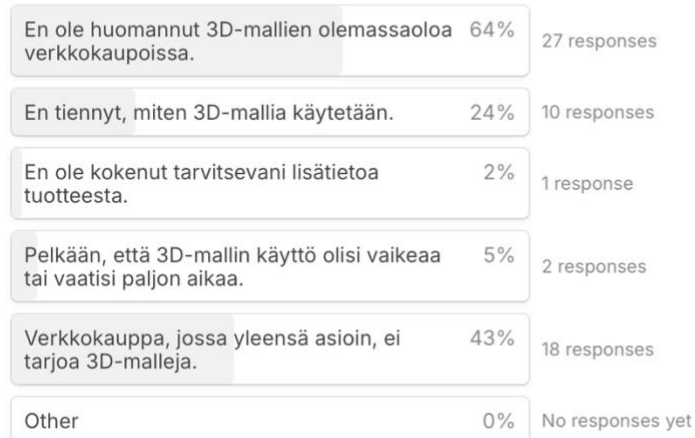 En ole huomannut 3D-mallien olemassaoloa 64%
verkkokaupoissa.
27 responses
En tiennyt, miten 3D-mallia käytetään. 24% 10 responses
En ole kokenut tarvitsevani lisätietoa 2%
tuotteesta.
1 response
Pelkään, että 3D-mallin käyttö olisi vaikeaa 5%
tai vaatisi paljon aikaa.
2 responses
Verkkokauppa, jossa yleensä asioin, ei 43%
tarjoa 3D-malleja.
18 responses
Other 0% No responses yet